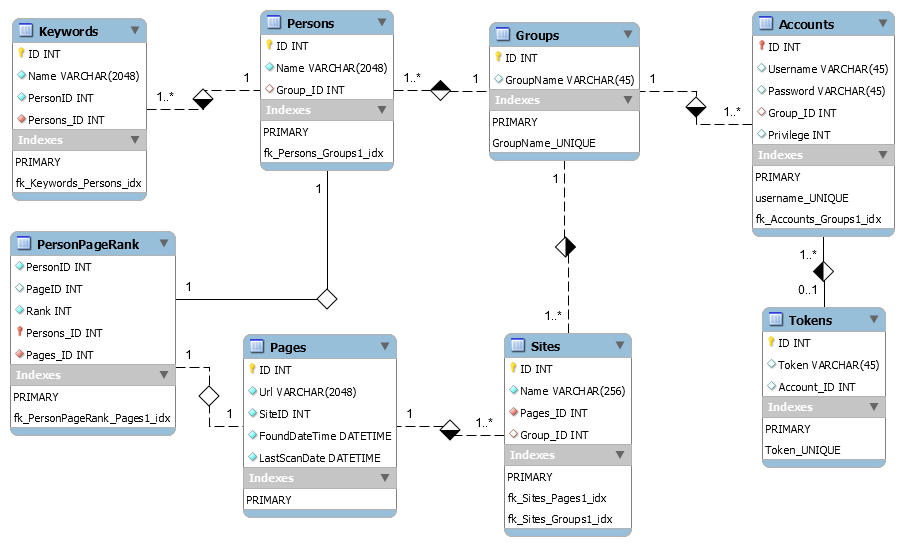 Keywords
ID INT
Name VARCHAR(2048)
PersonID INT
Persons_ID INT
Indexes
PRIMARY
fk_Keywords_Persons_idx
1..*
1
Persons
ID INT
Name VARCHAR(2048)
Group_ID INT
Indexes
PRIMARY
fk_Persons_Groups1_idx
1..*
1
Groups
ID INT
GroupName VARCHAR(45)
Indexes
PRIMARY
GroupName_UNIQUE
1
1..*
Accounts
ID INT
Username VARCHAR(45)
Password VARCHAR(45)
Group_ID INT
Privilege INT
Indexes
PRIMARY
username_UNIQUE
fk_Accounts_Groups1_idx
1
1
1..*
0..1
PersonPageRank
PersonID INT
PageID INT
Rank INT
Persons_ID INT
Pages_ID INT
Indexes
PRIMARY
fk_PersonPageRank_Pages1_idx
1
1
1
Pages
ID INT
Url VARCHAR(2048)
SiteID INT
FoundDateTime DATETIME
LastScanDate DATETIME
Indexes
PRIMARY
1
1..*
1..*
Sites
ID INT
Name VARCHAR(256)
Pages_ID INT
Group_ID INT
Indexes
PRIMARY
fk_Sites_Pages1_idx
fk_Sites_Groups1_idx
Tokens
ID INT
Token VARCHAR(45)
Account_ID INT
Indexes
PRIMARY
Token_UNIQUE